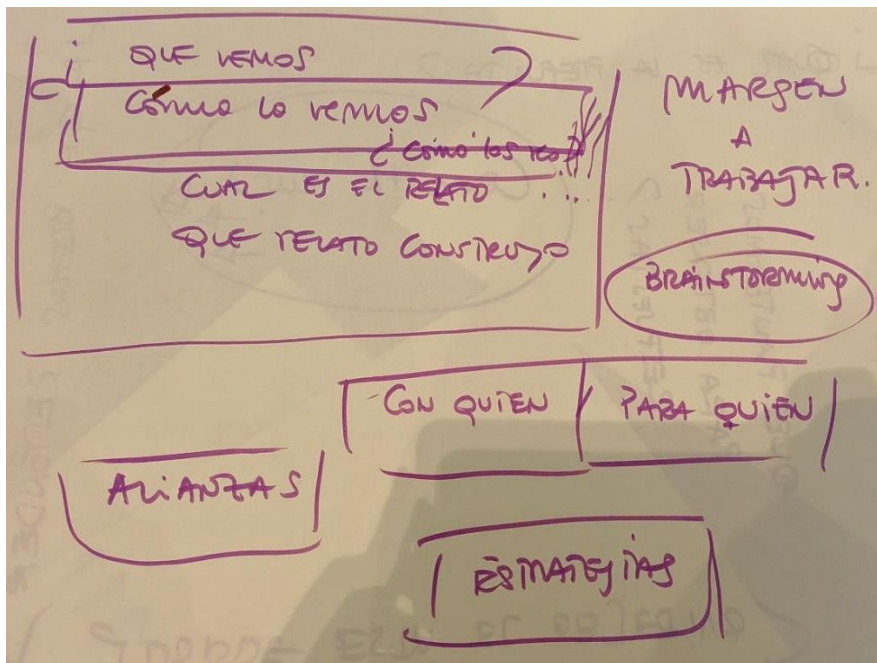 ¿ QUE VEMOS ?
Cómo lo vemos
¿cómo los veo?
CUAL ES EL RELATO ....
QUE RELATO CONSTRUYO
MARGEN
A
TRABAJAR.
BRAINSTORMING
CON QUIEN
PARA QUIEN
ALIANZAS
ESTRATEGIAS